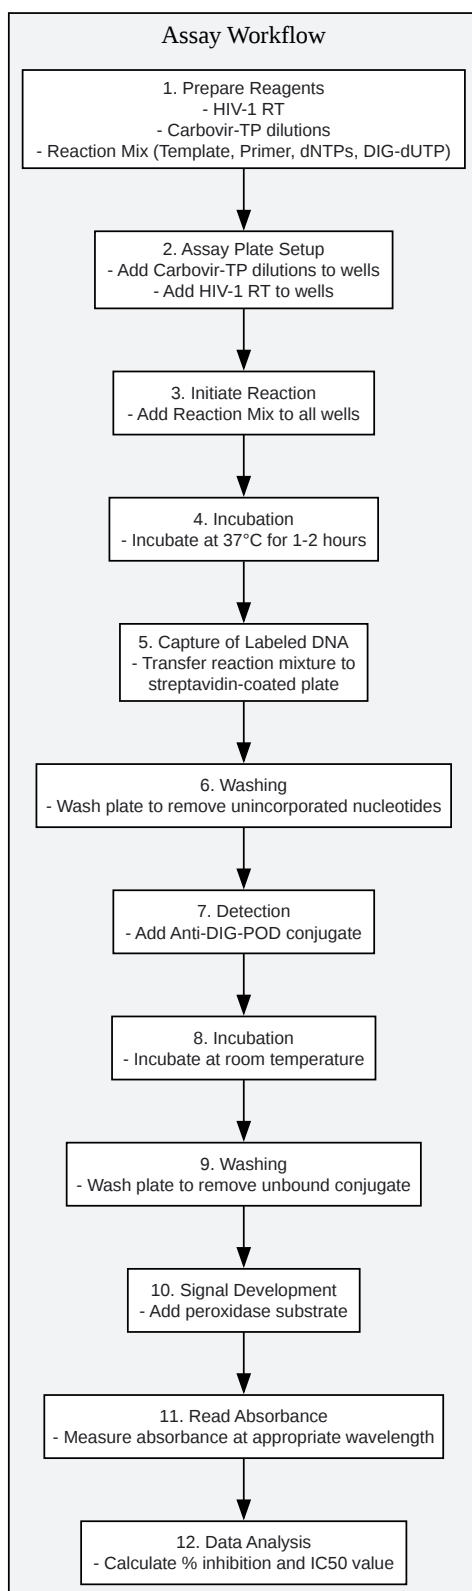 Assay Workflow
1. Prepare Reagents
- HIV-1 RT
- Carbovir-TP dilutions
- Reaction Mix (Template, Primer, dNTPs, DIG-dUTP)
2. Assay Plate Setup
- Add Carbovir-TP dilutions to wells
- Add HIV-1 RT to wells
3. Initiate Reaction
- Add Reaction Mix to all wells
4. Incubation
- Incubate at 37°C for 1-2 hours
5. Capture of Labeled DNA
- Transfer reaction mixture to
streptavidin-coated plate
6. Washing
- Wash plate to remove unincorporated nucleotides
7. Detection
- Add Anti-DIG-POD conjugate
8. Incubation
- Incubate at room temperature
9. Washing
- Wash plate to remove unbound conjugate
10. Signal Development
- Add peroxidase substrate
11. Read Absorbance
- Measure absorbance at appropriate wavelength
12. Data Analysis
- Calculate % inhibition and IC50 value